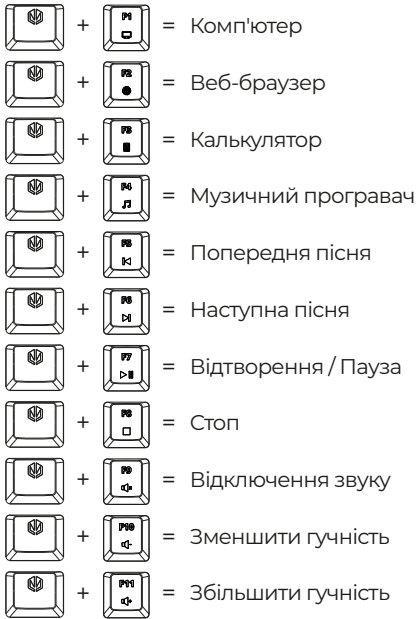 + F1 = Комп'ютер
+ F2 = Веб-браузер
+ F3 = Калькулятор
+ F4 = Музичний програвач
+ F5 = Попередня пісня
+ F6 = Наступна пісня
+ F7 = Відтворення / Пауза
+ F8 = Стоп
+ F9 = Відключення звуку
+ F10 = Зменшити гучність
+ F11 = Збільшити гучність